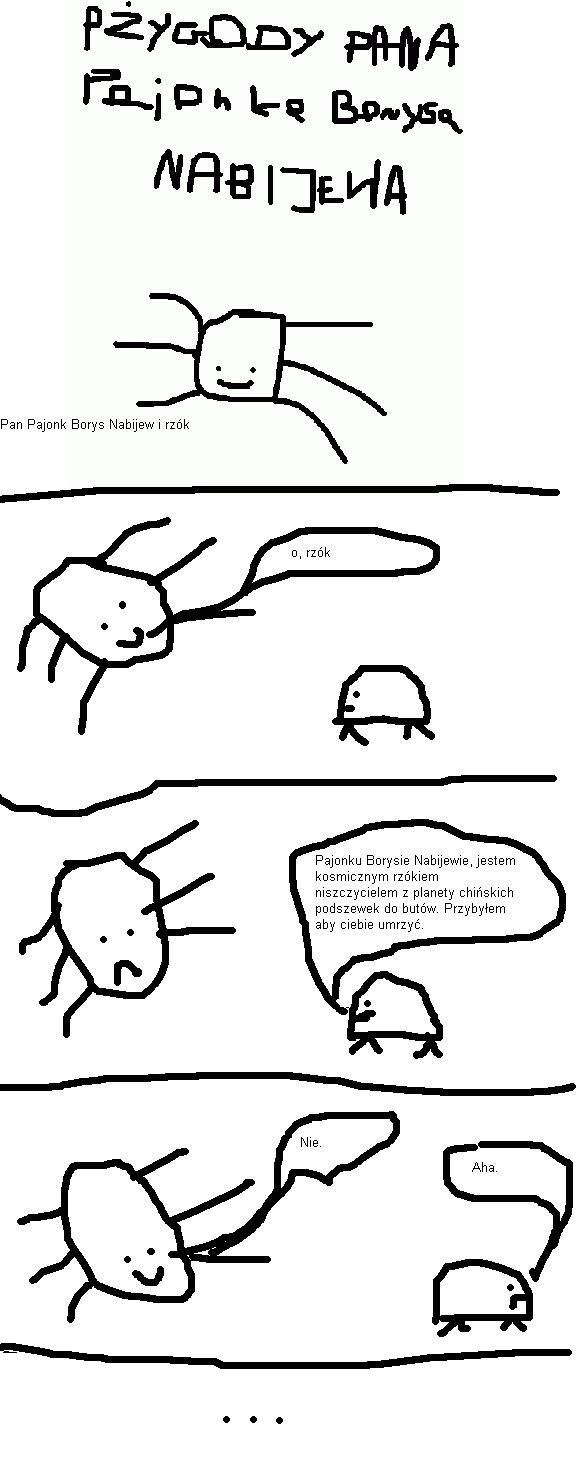 PŻYGODDY PANA
Pajonka Borysa
NABIJEWA
Pan Pajonk Borys Nabijew i rzók
o, rzók
Pajonku Borysie Nabijewie, jestem
kosmicznym rzókiem
niszczycielem z planety chińskich
podszewek do butów. Przybyłem
aby ciebie umrzyć.
Nie.
Aha.
...